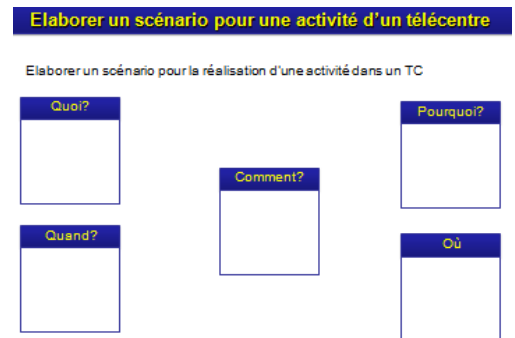 Elaborer un scénario pour une activité d'un télécentre
Elaborer un scénario pour la réalisation d'une activité dans un TC
Quoi?
Pourquoi?
Comment?
Quand?
Où